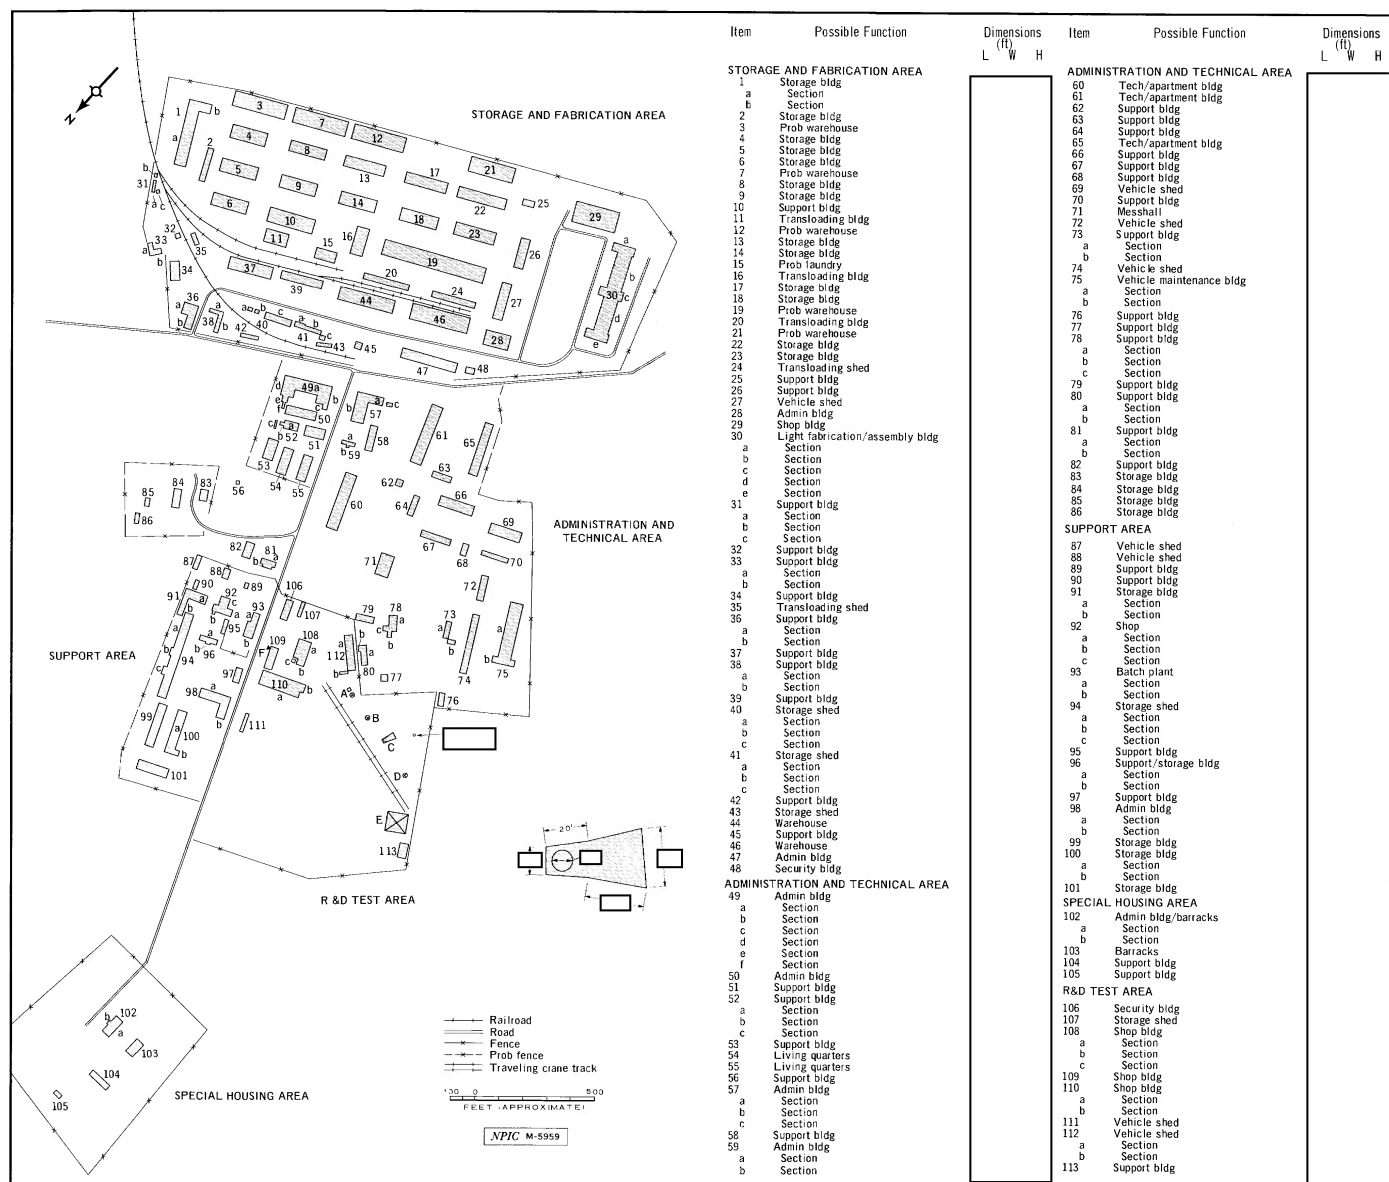 STORAGE AND FABRICATION AREA
ADMINISTRATION AND
TECHNICAL AREA
SUPPORT AREA
R &D TEST AREA
SPECIAL HOUSING AREA
N
A
B
C
D
E
F
20'
Railroad
Road
Fence
Prob fence
Traveling crane track
100 0 500
FEET (APPROXIMATE)
NPIC M-5959
Item Possible Function Dimensions
(ft)
L W H
STORAGE AND FABRICATION AREA
1 Storage bldg
a Section
b Section
2 Storage bldg
3 Prob warehouse
4 Storage bldg
5 Storage bldg
6 Storage bldg
7 Prob warehouse
8 Storage bldg
9 Storage bldg
10 Support bldg
11 Transloading bldg
12 Prob warehouse
13 Storage bldg
14 Storage bldg
15 Prob laundry
16 Transloading bldg
17 Storage bldg
18 Storage bldg
19 Prob warehouse
20 Transloading bldg
21 Prob warehouse
22 Storage bldg
23 Storage bldg
24 Transloading shed
25 Support bldg
26 Support bldg
27 Vehicle shed
28 Admin bldg
29 Shop bldg
30 Light fabrication/assembly bldg
a Section
b Section
c Section
d Section
e Section
31 Support bldg
a Section
b Section
c Section
32 Support bldg
33 Support bldg
a Section
b Section
34 Support bldg
35 Transloading shed
36 Support bldg
a Section
b Section
37 Support bldg
38 Support bldg
a Section
b Section
39 Support bldg
40 Storage shed
a Section
b Section
c Section
41 Storage shed
a Section
b Section
c Section
42 Support bldg
43 Storage shed
44 Warehouse
45 Support bldg
46 Warehouse
47 Admin bldg
48 Security bldg
ADMINISTRATION AND TECHNICAL AREA
49 Admin bldg
a Section
b Section
c Section
d Section
e Section
f Section
50 Admin bldg
51 Support bldg
52 Support bldg
a Section
b Section
c Section
53 Support bldg
54 Living quarters
55 Living quarters
56 Support bldg
57 Admin bldg
a Section
b Section
c Section
58 Support bldg
59 Admin bldg
a Section
b Section
Item Possible Function Dimensions
(ft)
L W H
ADMINISTRATION AND TECHNICAL AREA
60 Tech/apartment bldg
61 Tech/apartment bldg
62 Support bldg
63 Support bldg
64 Support bldg
65 Tech/apartment bldg
66 Support bldg
67 Support bldg
68 Support bldg
69 Vehicle shed
70 Support bldg
71 Messhall
72 Vehicle shed
73 Support bldg
a Section
b Section
74 Vehicle shed
75 Vehicle maintenance bldg
a Section
b Section
76 Support bldg
77 Support bldg
78 Support bldg
a Section
b Section
c Section
79 Support bldg
80 Support bldg
a Section
b Section
81 Support bldg
a Section
b Section
82 Support bldg
83 Storage bldg
84 Storage bldg
85 Storage bldg
86 Storage bldg
SUPPORT AREA
87 Vehicle shed
88 Vehicle shed
89 Support bldg
90 Support bldg
91 Storage bldg
a Section
b Section
92 Shop
a Section
b Section
c Section
93 Batch plant
a Section
b Section
94 Storage shed
a Section
b Section
c Section
95 Support bldg
96 Support/storage bldg
a Section
b Section
97 Support bldg
98 Admin bldg
a Section
b Section
99 Storage bldg
100 Storage bldg
a Section
b Section
101 Storage bldg
SPECIAL HOUSING AREA
102 Admin bldg/barracks
a Section
b Section
103 Barracks
104 Support bldg
105 Support bldg
R&D TEST AREA
106 Security bldg
107 Storage shed
108 Shop bldg
a Section
b Section
c Section
109 Shop bldg
110 Shop bldg
a Section
b Section
111 Vehicle shed
112 Vehicle shed
a Section
b Section
113 Support bldg